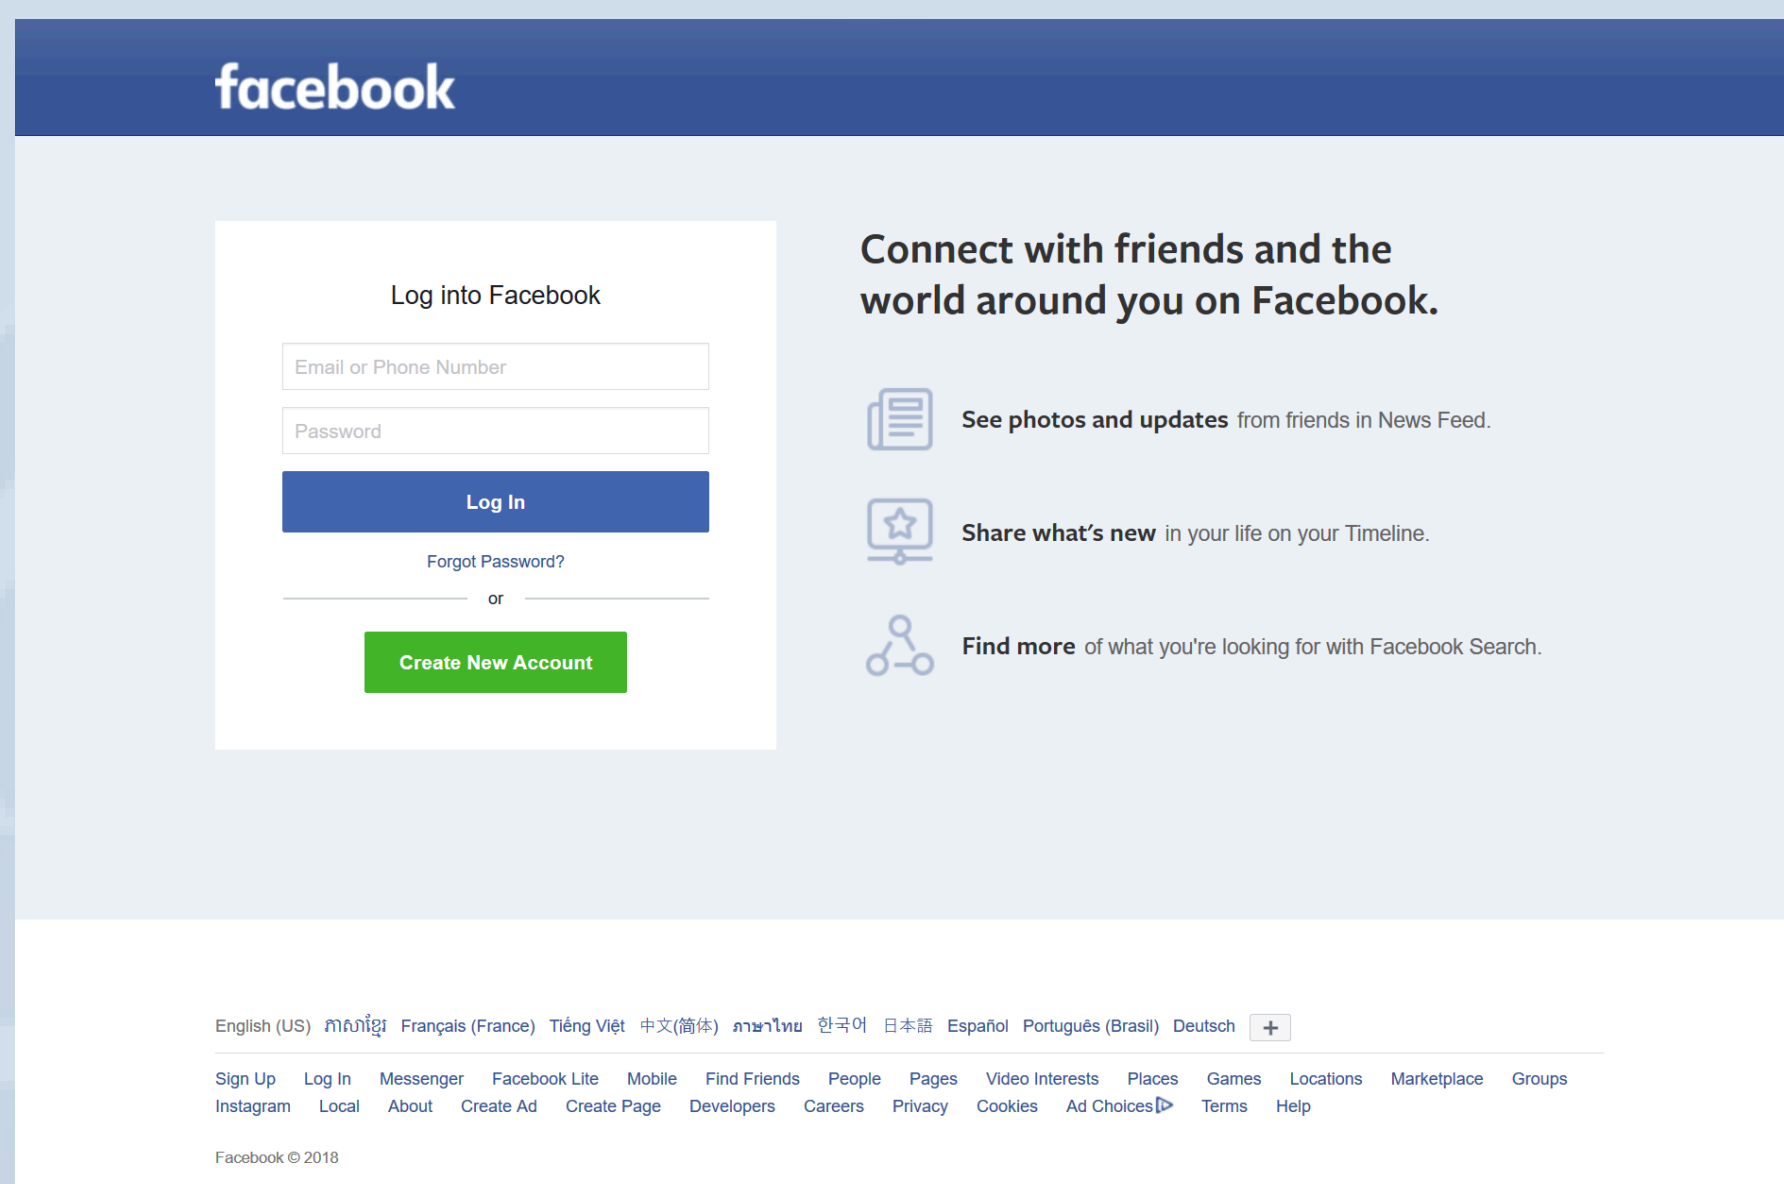 facebook
Log into Facebook
Email or Phone Number
Password
Log In
Forgot Password?
or
Create New Account
Connect with friends and the
world around you on Facebook.
See photos and updates from friends in News Feed.
Share what's new in your life on your Timeline.
Find more of what you're looking for with Facebook Search.
English (US) ភាសាខ្មែរ Français (France) Tiếng Việt 中文(简体) ภาษาไทย 한국어 日本語 Español Português (Brasil) Deutsch +
Sign Up Log In Messenger Facebook Lite Mobile Find Friends People Pages Video Interests Places Games Locations Marketplace Groups
Instagram Local About Create Ad Create Page Developers Careers Privacy Cookies Ad Choices Terms Help
Facebook © 2018